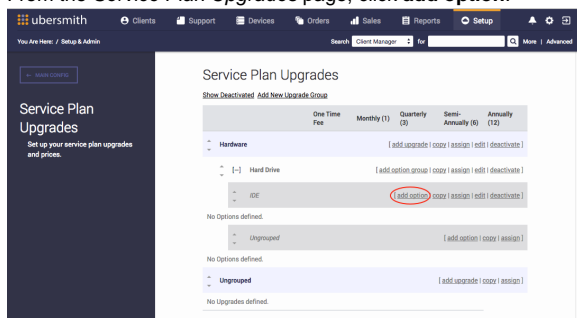 From the Service Plan Upgrades page, click add option.
ubersmith Clients Support Devices Orders Sales Reports Setup
You Are Here: / Setup & Admin Search Client Manager for More | Advanced
← MAIN CONFIG
Service Plan Upgrades
Set up your service plan upgrades and prices.
Service Plan Upgrades
Show Deactivated Add New Upgrade Group
One Time Fee Monthly (1) Quarterly (3) Semi-Annually (6) Annually (12)
Hardware [ add upgrade | copy | assign | edit | deactivate ]
[–] Hard Drive [ add option group | copy | assign | edit | deactivate ]
IDE [ add option | copy | assign | edit | deactivate ]
No Options defined.
Ungrouped [ add option | copy | assign ]
No Options defined.
Ungrouped [ add upgrade | copy | assign ]
No Upgrades defined.